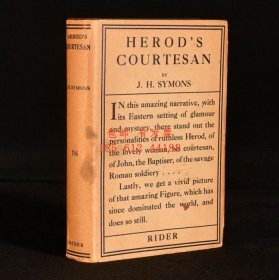 HEROD'S
COURTESAN
BY
J. H. SYMONS
IN this amazing narrative, with
its Eastern setting of glamour
and mystery, there stand out the
personalities of ruthless Herod, of
the lovely woman, his courtesan,
of John, the Baptiser, of the savage
Roman soldiery . . . .
Lastly, we get a vivid picture
of that amazing Figure, which has
since dominated the world, and
does so still.
RIDER
7/6